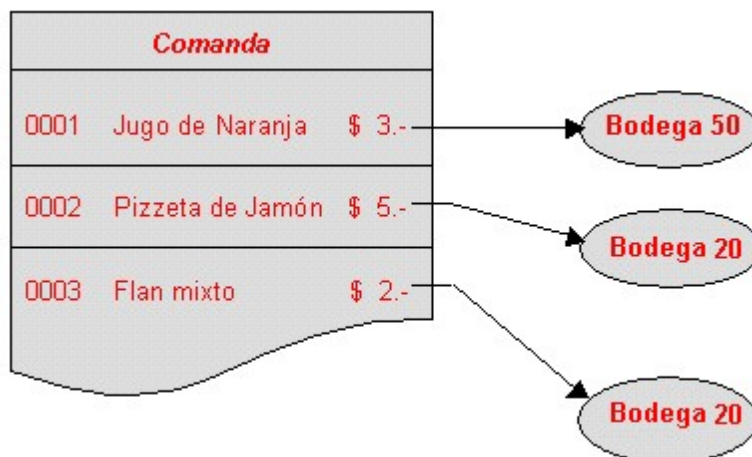 Comanda
0001 Jugo de Naranja $ 3.-
Bodega 50
0002 Pizzeta de Jamón $ 5.-
Bodega 20
0003 Flan mixto $ 2.-
Bodega 20